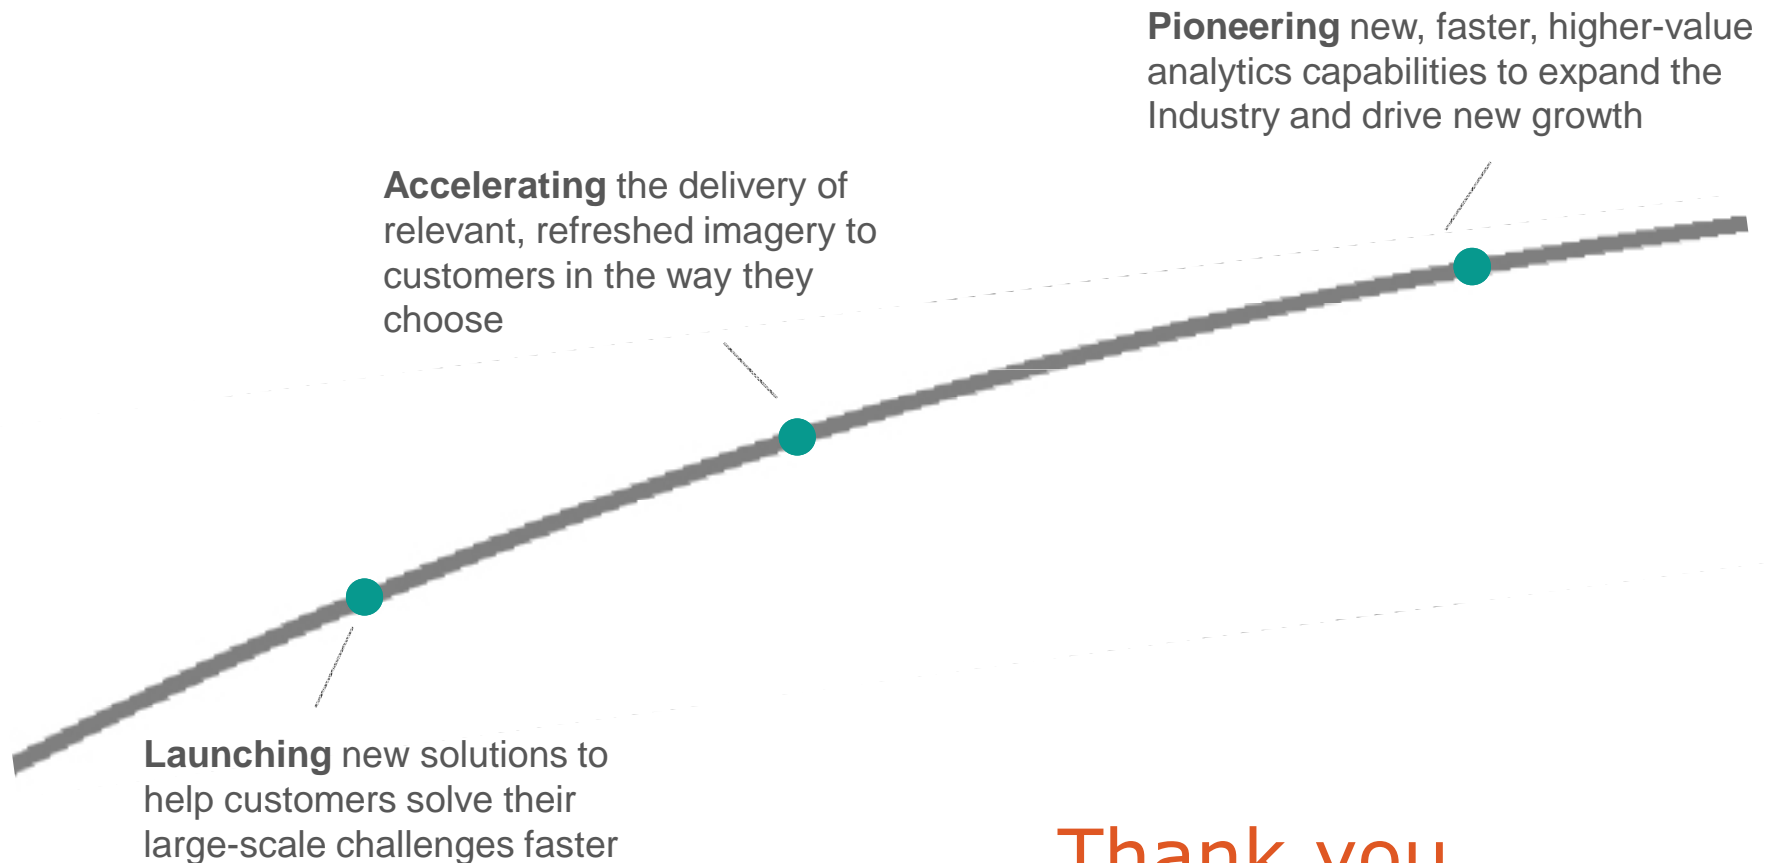 Pioneering new, faster, higher-value
analytics capabilities to expand the
Industry and drive new growth
Accelerating the delivery of
relevant, refreshed imagery to
customers in the way they
choose
Launching new solutions to
help customers solve their
large-scale challenges faster
Thank you